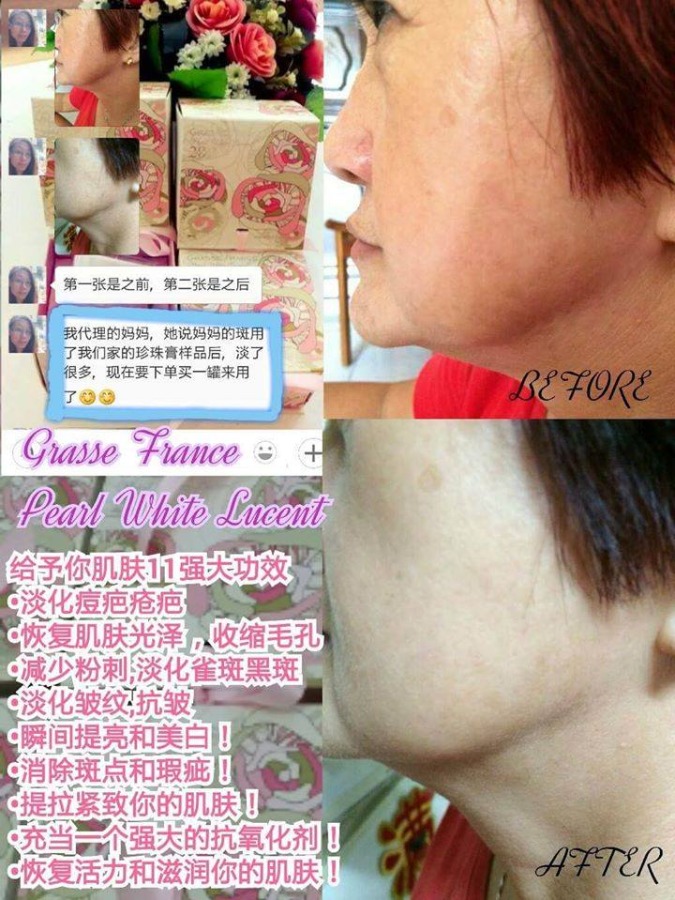 第一张是之前，第二张是之后
我代理的妈妈，她说妈妈的斑用
了我们家的珍珠膏样品后，淡了
很多，现在要下单买一罐来用
了😊😊
BEFORE
Grasse France
Pearl White Lucent
给予你肌肤11强大功效
•淡化痘疤疮疤
•恢复肌肤光泽，收缩毛孔
•减少粉刺,淡化雀斑黑斑
•淡化皱纹,抗皱
•瞬间提亮和美白！
•消除斑点和瑕疵！
•提拉紧致你的肌肤！
•充当一个强大的抗氧化剂！
•恢复活力和滋润你的肌肤！
满
AFTER